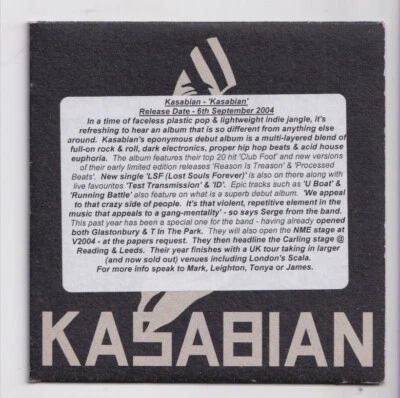 Kasabian - 'Kasabian'
Release Date - 6th September 2004
In a time of faceless plastic pop & lightweight indie jangle, it's
refreshing to hear an album that is so different from anything else
around. Kasabian's eponymous debut album is a multi-layered blend of
full-on rock & roll, dark electronics, proper hip hop beats & acid house
euphoria. The album features their top 20 hit 'Club Foot' and new versions
of their early limited edition releases 'Reason Is Treason' & 'Processed
Beats'. New single 'LSF (Lost Souls Forever)' is also on there along with
live favourites 'Test Transmission' & 'ID'. Epic tracks such as 'U Boat' &
'Running Battle' also feature on what is a superb debut album. 'We appeal
to that crazy side of people. It's that violent, repetitive element in the
music that appeals to a gang-mentality' - so says Serge from the band.
This past year has been a special one for the band - having already opened
both Glastonbury & T In The Park. They will also open the NME stage at
V2004 - at the papers request. They then headline the Carling stage @
Reading & Leeds. Their year finishes with a UK tour taking in larger
(and now sold out) venues including London's Scala.
For more info speak to Mark, Leighton, Tonya or James.
KASABIAN